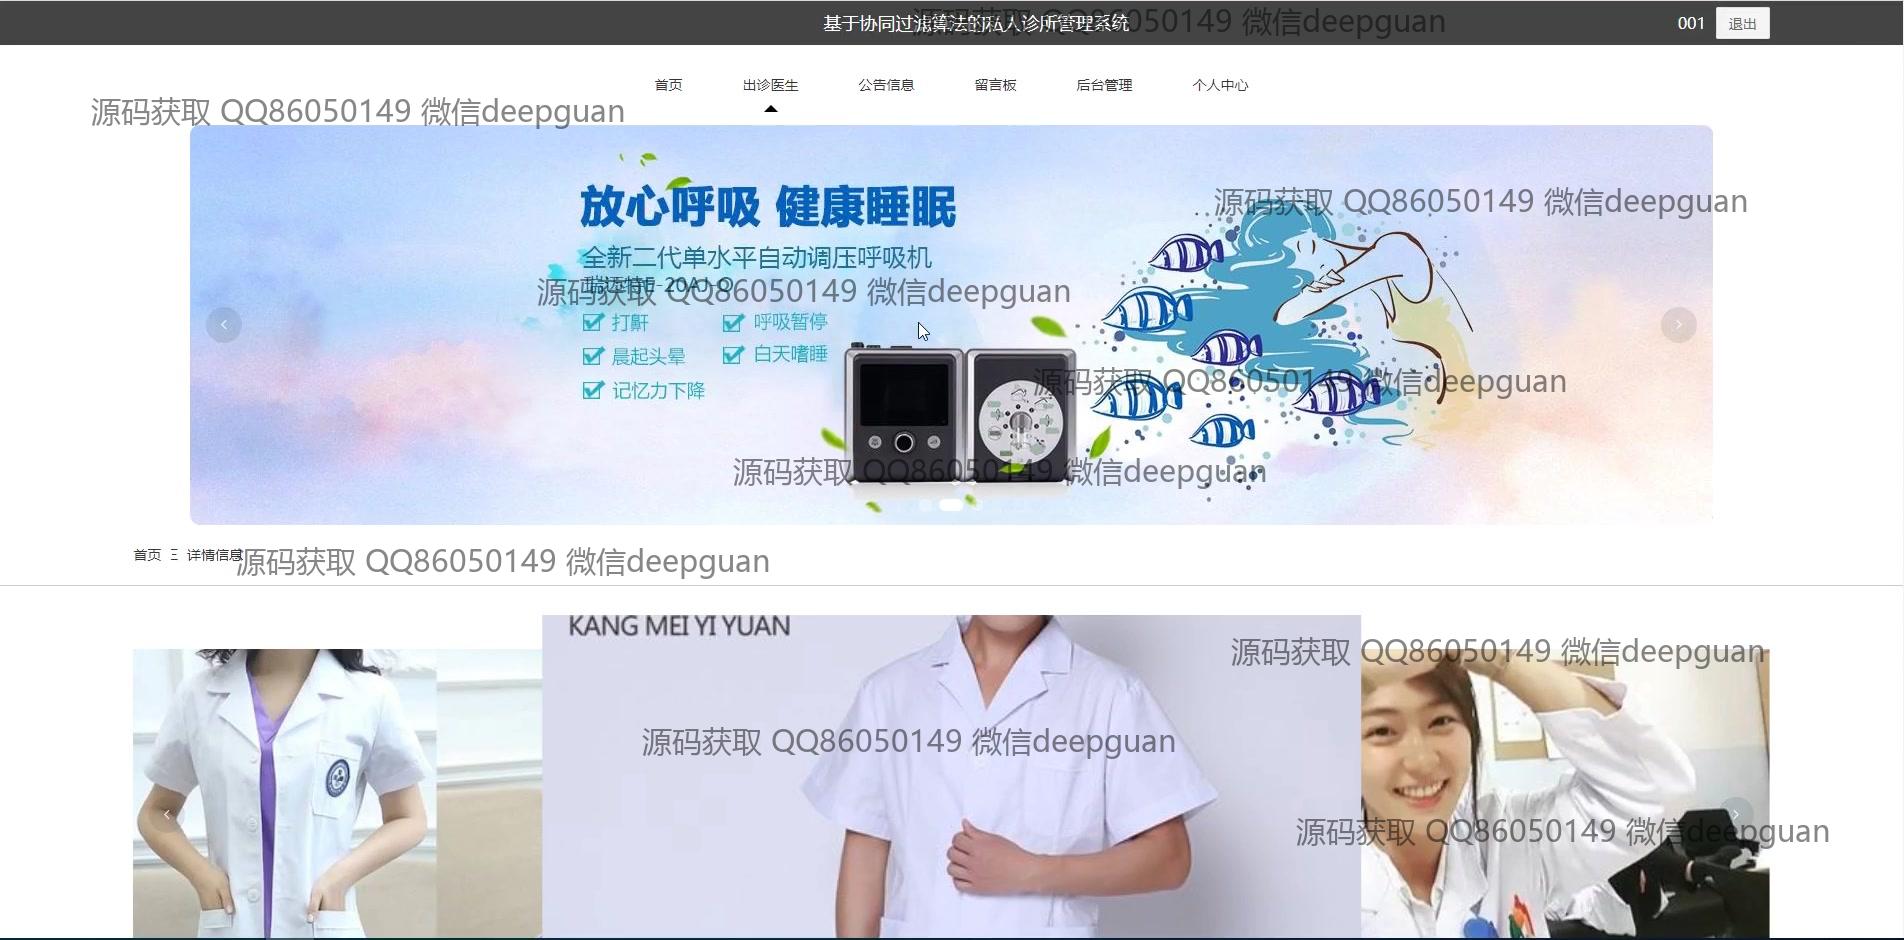 基于协同过滤算法的私人诊所管理系统
001 退出
源码获取 QQ86050149 微信deepguan
首页 出诊医生 公告信息 留言板 后台管理 个人中心
源码获取 QQ86050149 微信deepguan
放心呼吸 健康睡眠
源码获取 QQ86050149 微信deepguan
全新二代单水平自动调压呼吸机
-20AJ-Q
源码获取 QQ86050149 微信deepguan
打鼾 呼吸暂停
晨起头晕 白天嗜睡
记忆力下降
源码获取 QQ86050149 微信deepguan
源码获取 QQ86050149 微信deepguan
首页 详情信息
源码获取 QQ86050149 微信deepguan
KANG MEI YI YUAN
源码获取 QQ86050149 微信deepguan
源码获取 QQ86050149 微信deepguan
源码获取 QQ86050149 微信deepguan